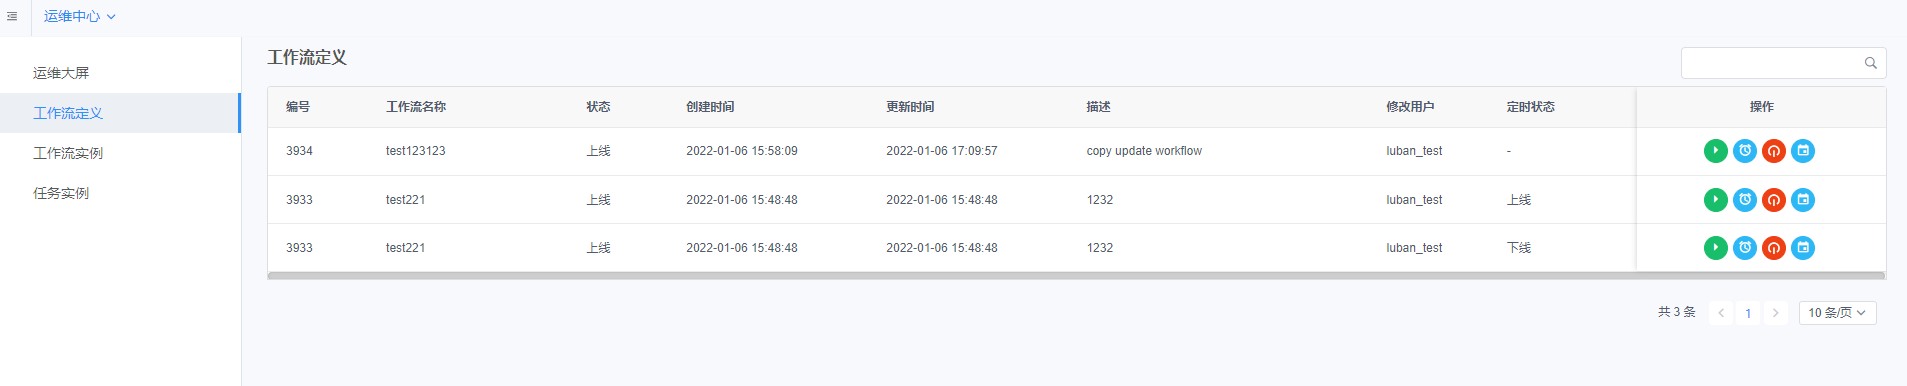 运维中心
运维大屏
工作流定义
工作流实例
任务实例
工作流定义
编号 工作流名称 状态 创建时间 更新时间 描述 修改用户 定时状态 操作
3934 test123123 上线 2022-01-06 15:58:09 2022-01-06 17:09:57 copy update workflow luban_test -
3933 test221 上线 2022-01-06 15:48:48 2022-01-06 15:48:48 1232 luban_test 上线
3933 test221 上线 2022-01-06 15:48:48 2022-01-06 15:48:48 1232 luban_test 下线
共 3 条 1 10 条/页